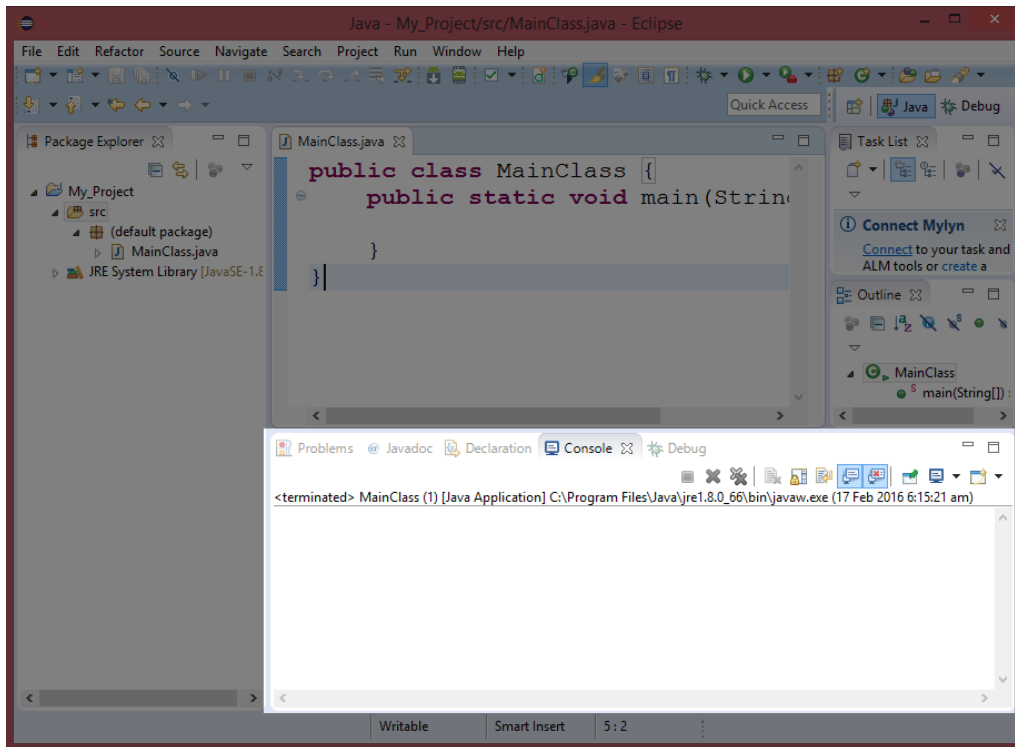 Java - My_Project/src/MainClass.java - Eclipse
File Edit Refactor Source Navigate Search Project Run Window Help
Quick Access Java Debug
Package Explorer
My_Project
src
(default package)
MainClass.java
JRE System Library [JavaSE-1.8
MainClass.java
public class MainClass {
public static void main(String
}
}
Task List
Connect Mylyn
Connect to your task and
ALM tools or create a
Outline
MainClass
main(String[]) :
Problems @ Javadoc Declaration Console Debug
<terminated> MainClass (1) [Java Application] C:\Program Files\Java\jre1.8.0_66\bin\javaw.exe (17 Feb 2016 6:15:21 am)
Writable Smart Insert 5 : 2